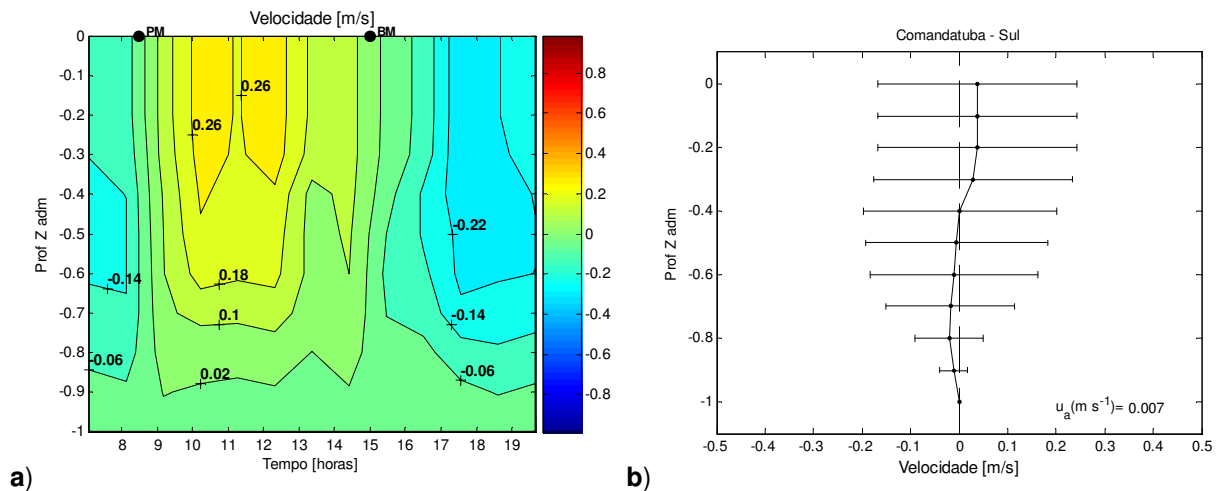 Velocidade [m/s]
PM
BM
0
-0.1
-0.2
-0.3
-0.4
-0.5
-0.6
-0.7
-0.8
-0.9
-1
Prof Z adm
0.26
0.26
-0.22
-0.14
0.18
0.1
-0.14
-0.06
0.02
-0.06
8 9 10 11 12 13 14 15 16 17 18 19
Tempo [horas]
0.8
0.6
0.4
0.2
0
-0.2
-0.4
-0.6
-0.8
a)
Comandatuba - Sul
0
-0.2
-0.4
-0.6
-0.8
-1
Prof Z adm
u_a(m s⁻¹)= 0.007
-0.5 -0.4 -0.3 -0.2 -0.1 0 0.1 0.2 0.3 0.4 0.5
Velocidade [m/s]
b)